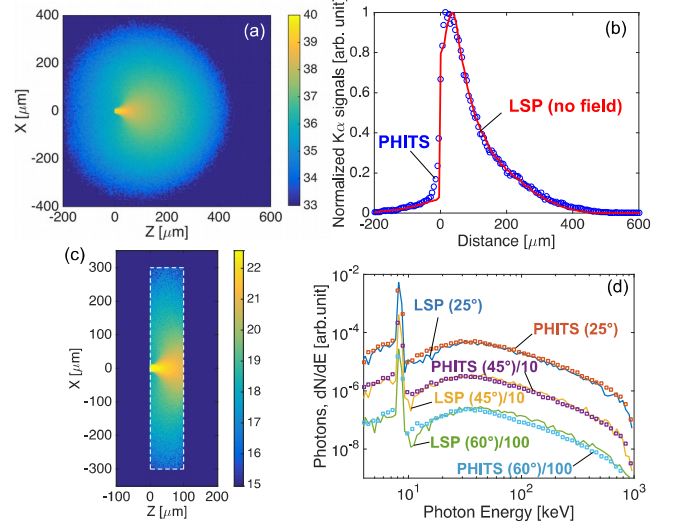 400
200
0
-200
-400
X [μm]
(a)
-200 0 200 400 600
Z [μm]
40
39
38
37
36
35
34
33
Normalized Kα signals [arb. unit]
1
0.8
0.6
0.4
0.2
0
(b)
LSP (no field)
PHITS
-200 0 200 400 600
Distance [μm]
(c)
300
200
100
0
-100
-200
-300
X [μm]
-100 0 100 200
Z [μm]
22
21
20
19
18
17
16
15
Photons, dN/dE [arb.unit]
10-2
10-4
10-6
10-8
(d)
LSP (25°)
PHITS (25°)
PHITS (45°)/10
LSP (45°)/10
LSP (60°)/100
PHITS (60°)/100
101 102 103
Photon Energy [keV]